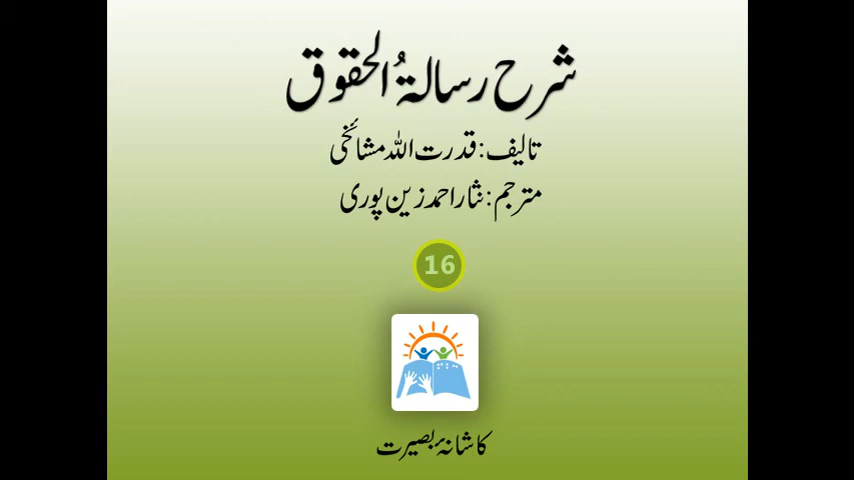 شرح رسالۃُ الحقوق
تالیف: قدرت اللہ مشائخی
مترجم: نثار احمد زین پوری
16
کاشانۂ بصیرت